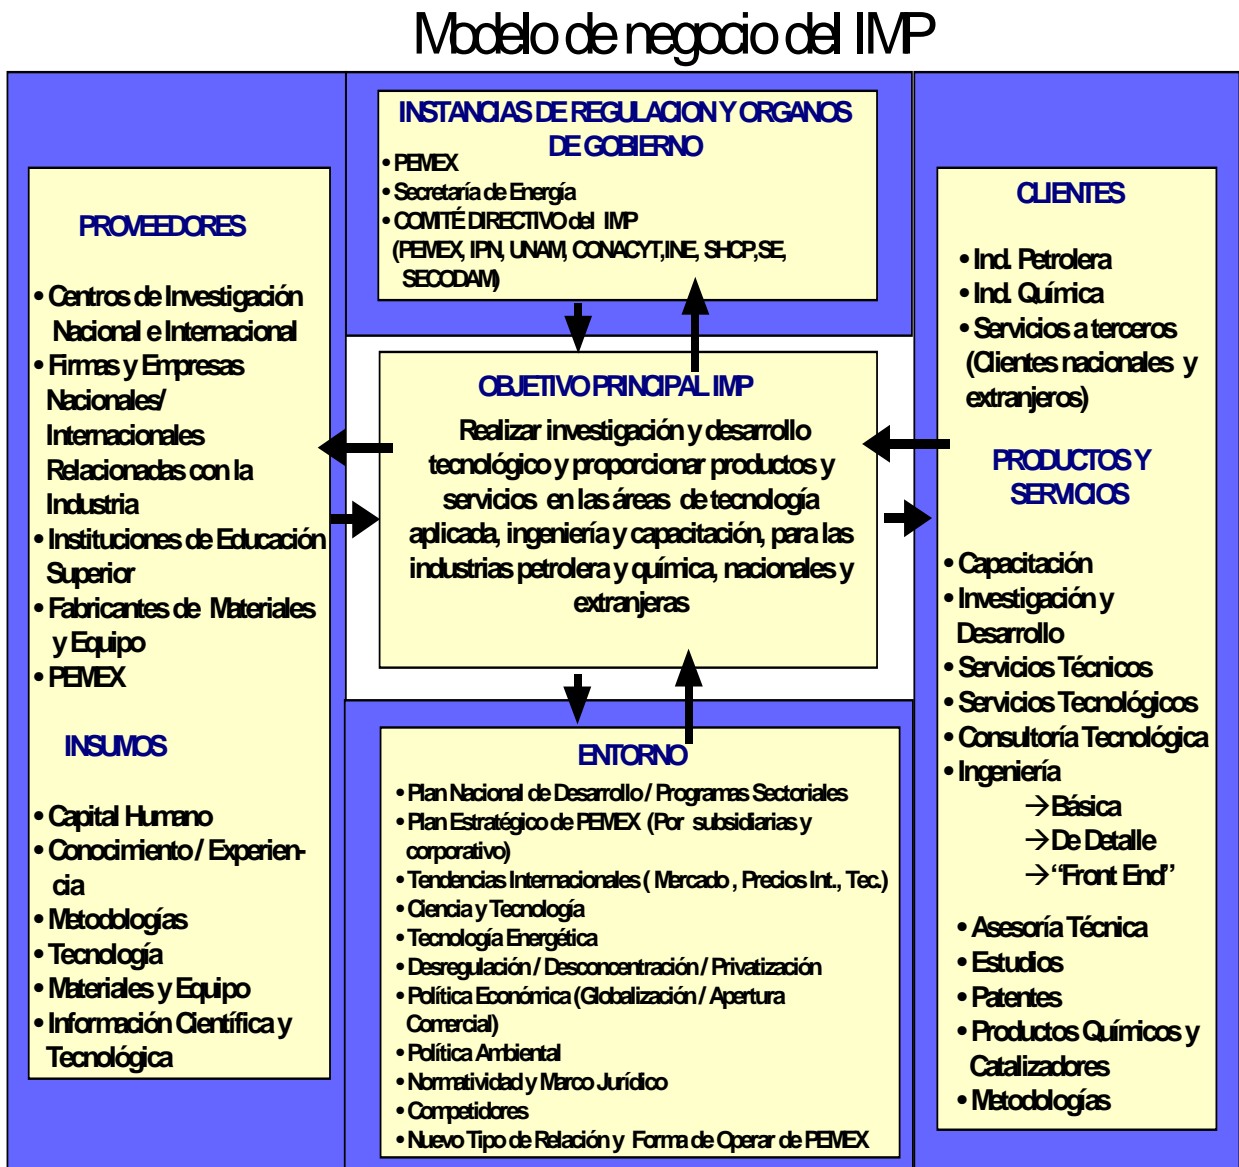 Modelo de negocio del IMP
INSTANCIAS DE REGULACION Y ORGANOS
DE GOBIERNO
• PEMEX
• Secretaría de Energía
• COMITÉ DIRECTIVO del IMP
(PEMEX, IPN, UNAM, CONACYT,INE, SHCP,SE,
SECODAM)
PROVEEDORES
• Centros de Investigación
Nacional e Internacional
• Firmas y Empresas
Nacionales/
Internacionales
Relacionadas con la
Industria
• Instituciones de Educación
Superior
• Fabricantes de Materiales
y Equipo
• PEMEX
INSUMOS
• Capital Humano
• Conocimiento / Experien-
cia
• Metodologías
• Tecnología
• Materiales y Equipo
• Información Científica y
Tecnológica
OBJETIVO PRINCIPAL IMP
Realizar investigación y desarrollo
tecnológico y proporcionar productos y
servicios en las áreas de tecnología
aplicada, ingeniería y capacitación, para las
industrias petrolera y química, nacionales y
extranjeras
ENTORNO
• Plan Nacional de Desarrollo / Programas Sectoriales
• Plan Estratégico de PEMEX (Por subsidiarias y
corporativo)
• Tendencias Internacionales ( Mercado , Precios Int., Tec.)
• Ciencia y Tecnología
• Tecnología Energética
• Desregulación / Desconcentración / Privatización
• Política Económica (Globalización / Apertura
Comercial)
• Política Ambiental
• Normatividad y Marco Jurídico
• Competidores
• Nuevo Tipo de Relación y Forma de Operar de PEMEX
CLIENTES
• Ind. Petrolera
• Ind. Química
• Servicios a terceros
(Clientes nacionales y
extranjeros)
PRODUCTOS Y
SERVICIOS
• Capacitación
• Investigación y
Desarrollo
• Servicios Técnicos
• Servicios Tecnológicos
• Consultoría Tecnológica
• Ingeniería
→Básica
→De Detalle
→“Front End”
• Asesoría Técnica
• Estudios
• Patentes
• Productos Químicos y
Catalizadores
• Metodologías